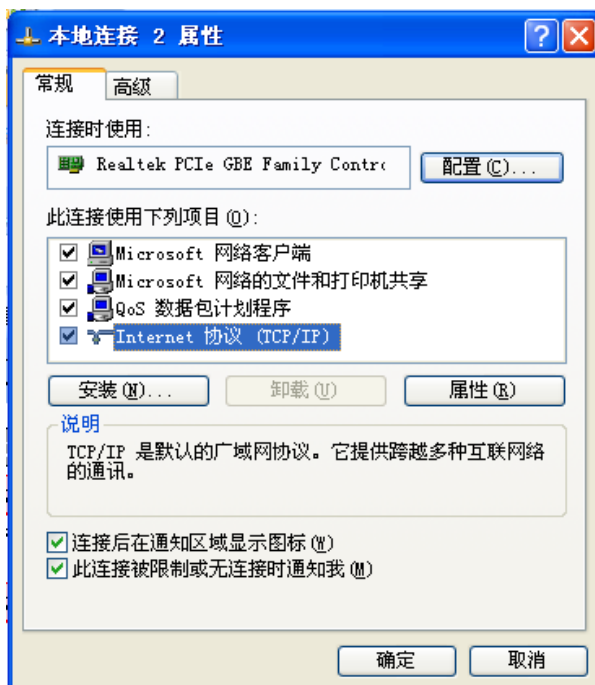 本地连接 2 属性
常规 高级
连接时使用:
Realtek PCIe GBE Family Contr
配置(C)...
此连接使用下列项目(O):
Microsoft 网络客户端
Microsoft 网络的文件和打印机共享
QoS 数据包计划程序
Internet 协议 (TCP/IP)
安装(N)... 卸载(U) 属性(R)
说明
TCP/IP 是默认的广域网协议。它提供跨越多种互联网络
的通讯。
连接后在通知区域显示图标(W)
此连接被限制或无连接时通知我(M)
确定 取消